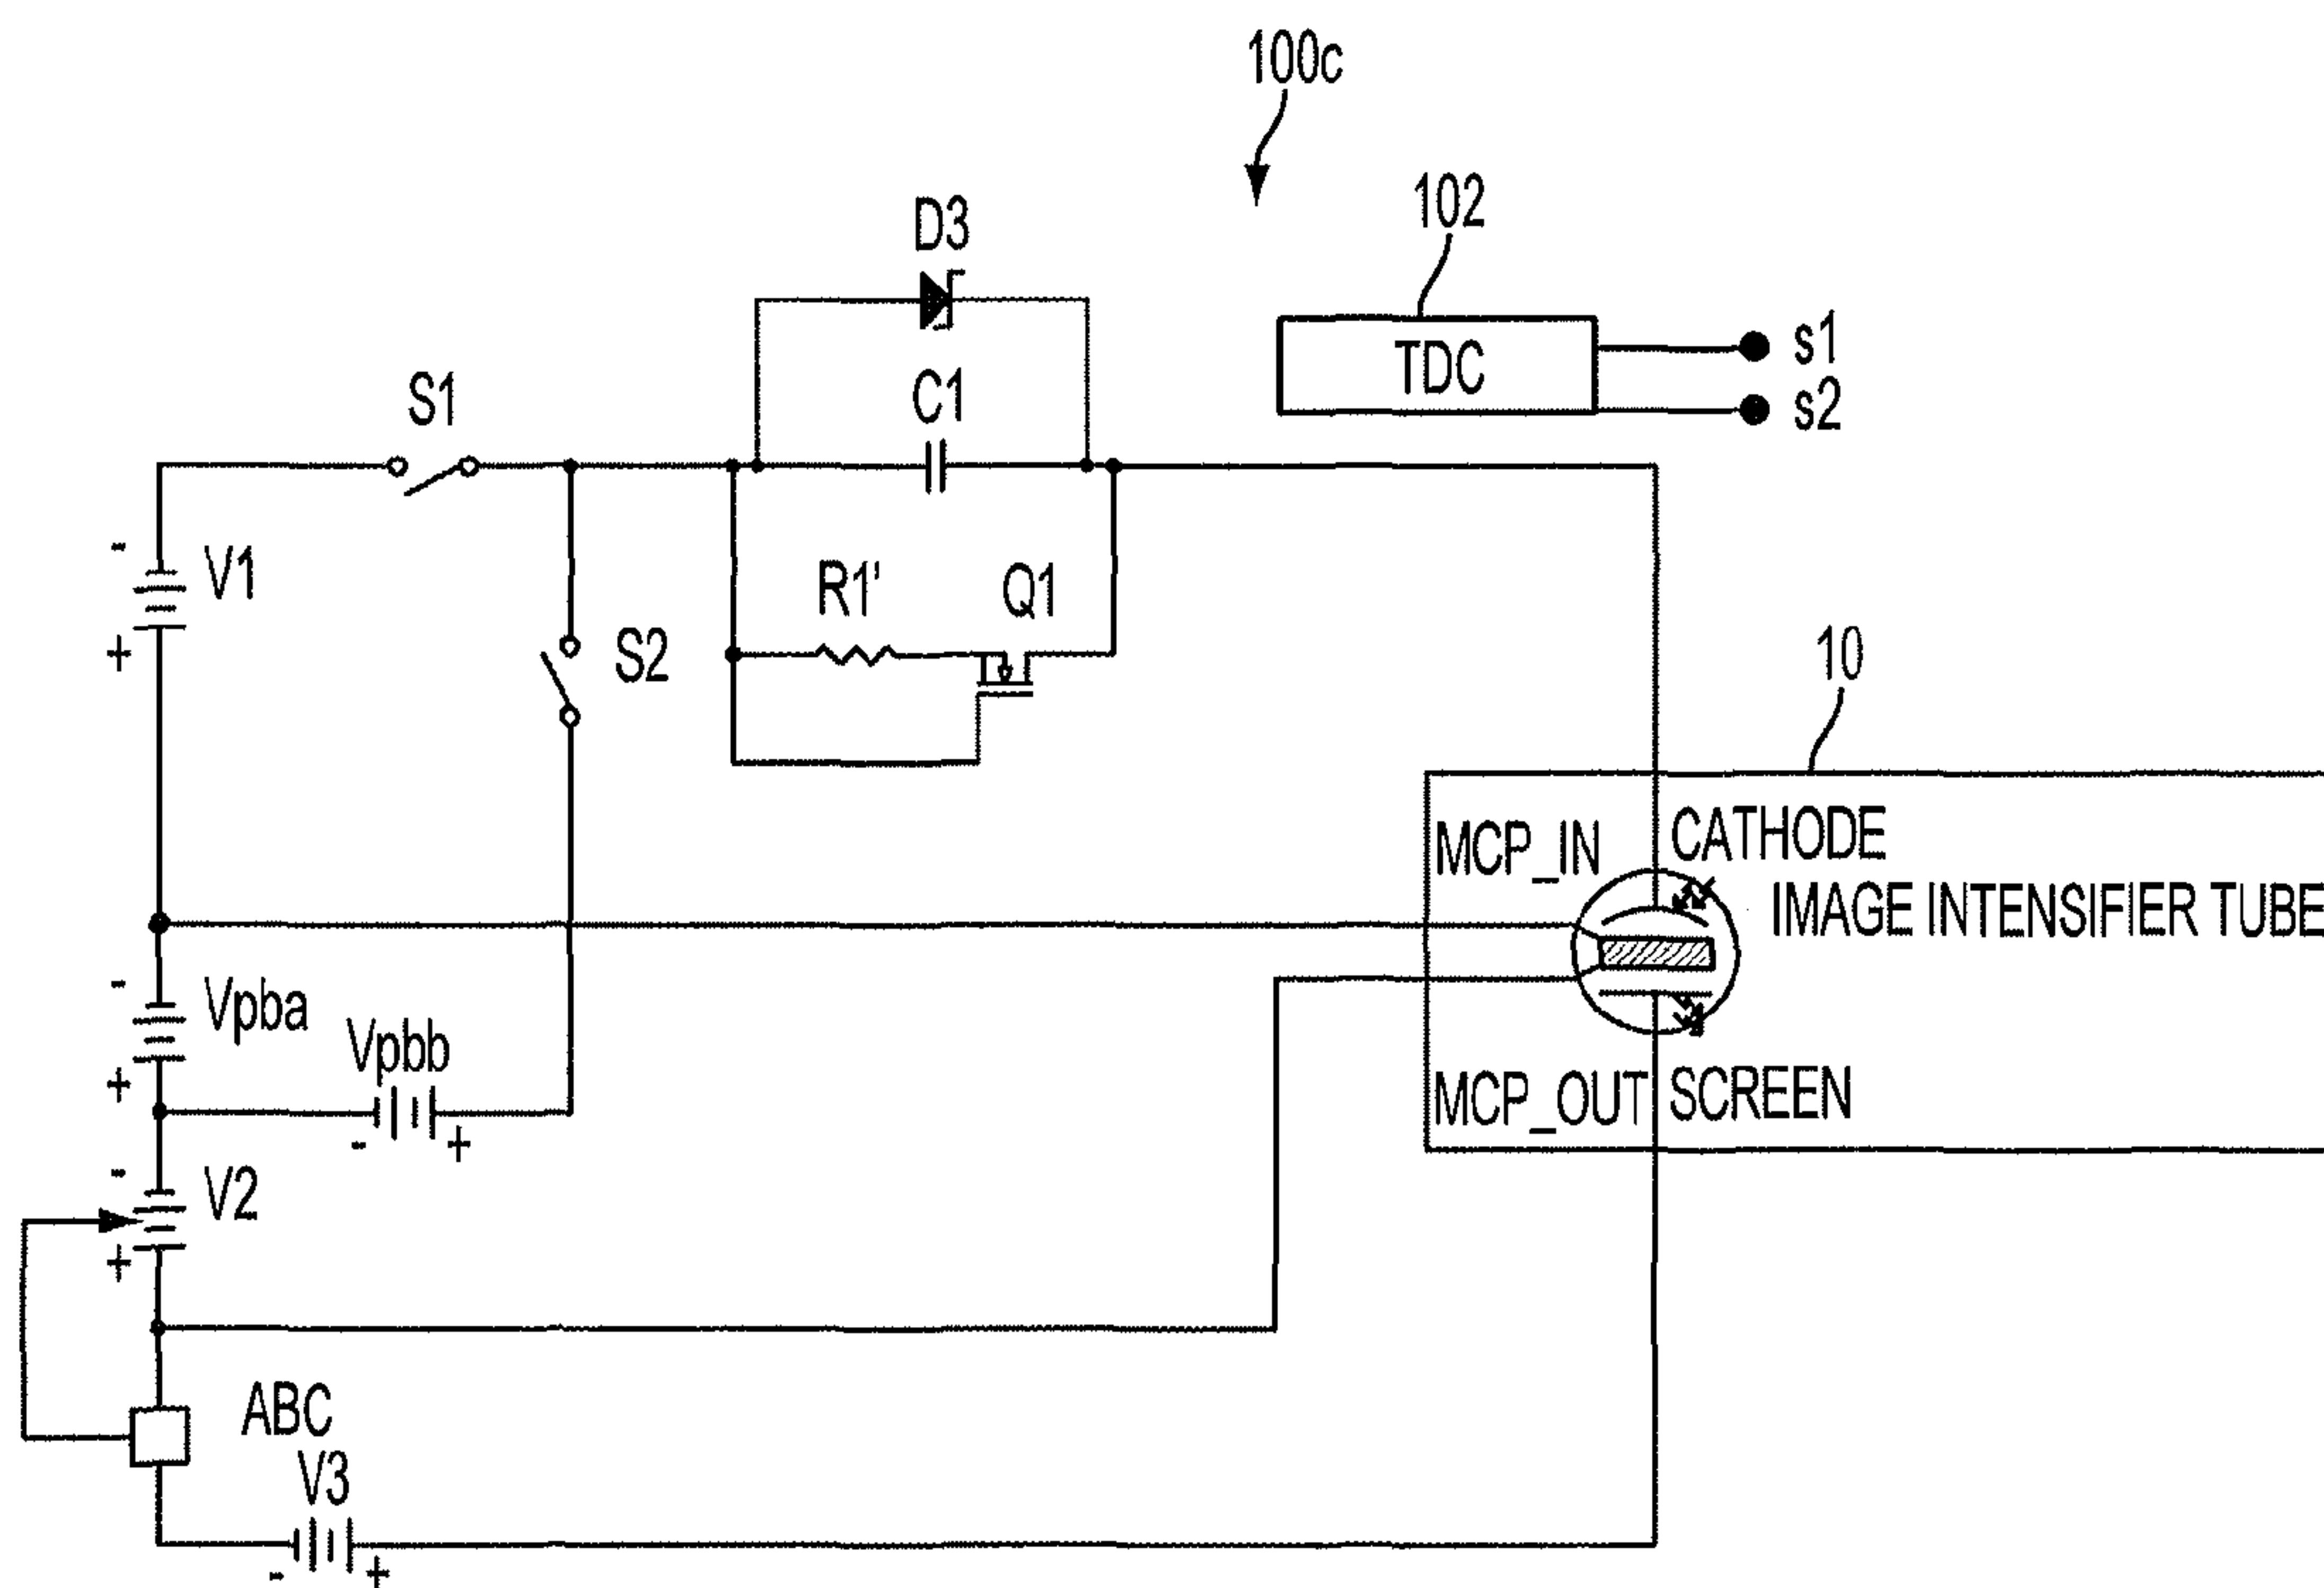 100c
102
D3
TDC
s1
s2
S1
C1
- V1 +
R1'
Q1
S2
10
MCP_IN
CATHODE
IMAGE INTENSIFIER TUBE
- Vpba +
Vpbb
- +
MCP_OUT
SCREEN
- V2 +
ABC
V3
- +